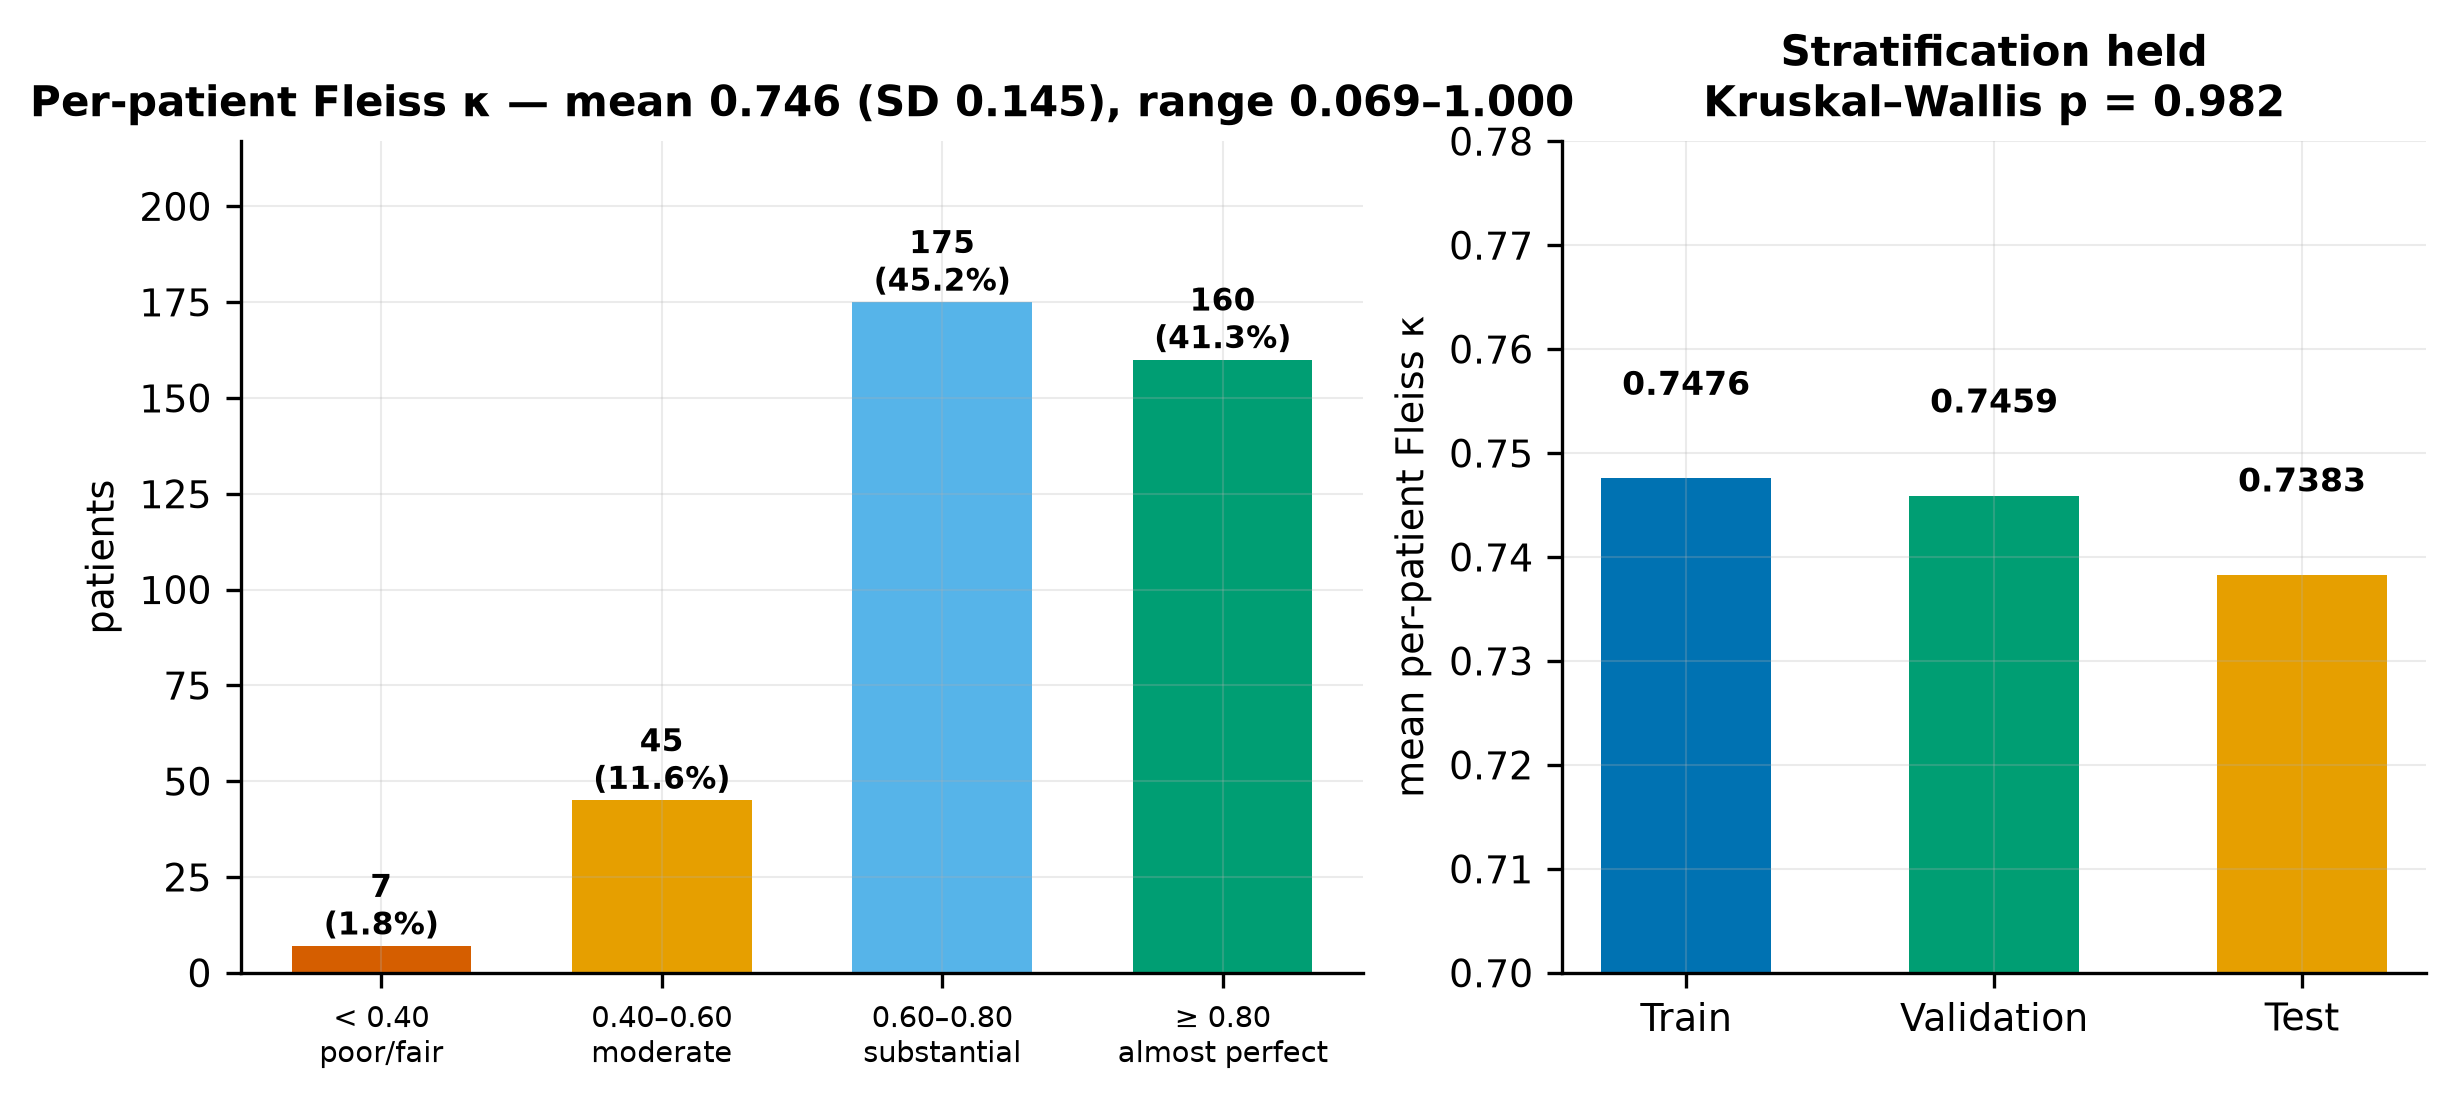 Per-patient Fleiss κ — mean 0.746 (SD 0.145), range 0.069–1.000
patients
200
175
150
125
100
75
50
25
0
7
(1.8%)
45
(11.6%)
175
(45.2%)
160
(41.3%)
< 0.40
poor/fair
0.40–0.60
moderate
0.60–0.80
substantial
≥ 0.80
almost perfect
Stratification held
Kruskal–Wallis p = 0.982
mean per-patient Fleiss κ
0.78
0.77
0.76
0.75
0.74
0.73
0.72
0.71
0.70
0.7476
0.7459
0.7383
Train
Validation
Test